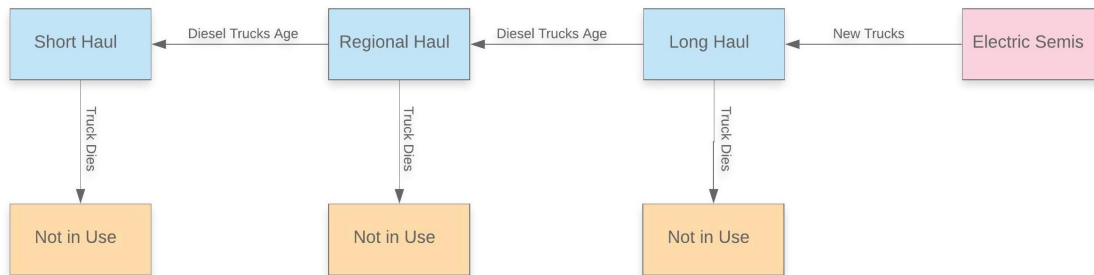 Short Haul
Diesel Trucks Age
Regional Haul
Diesel Trucks Age
Long Haul
New Trucks
Electric Semis
Truck Dies
Truck Dies
Truck Dies
Not in Use
Not in Use
Not in Use